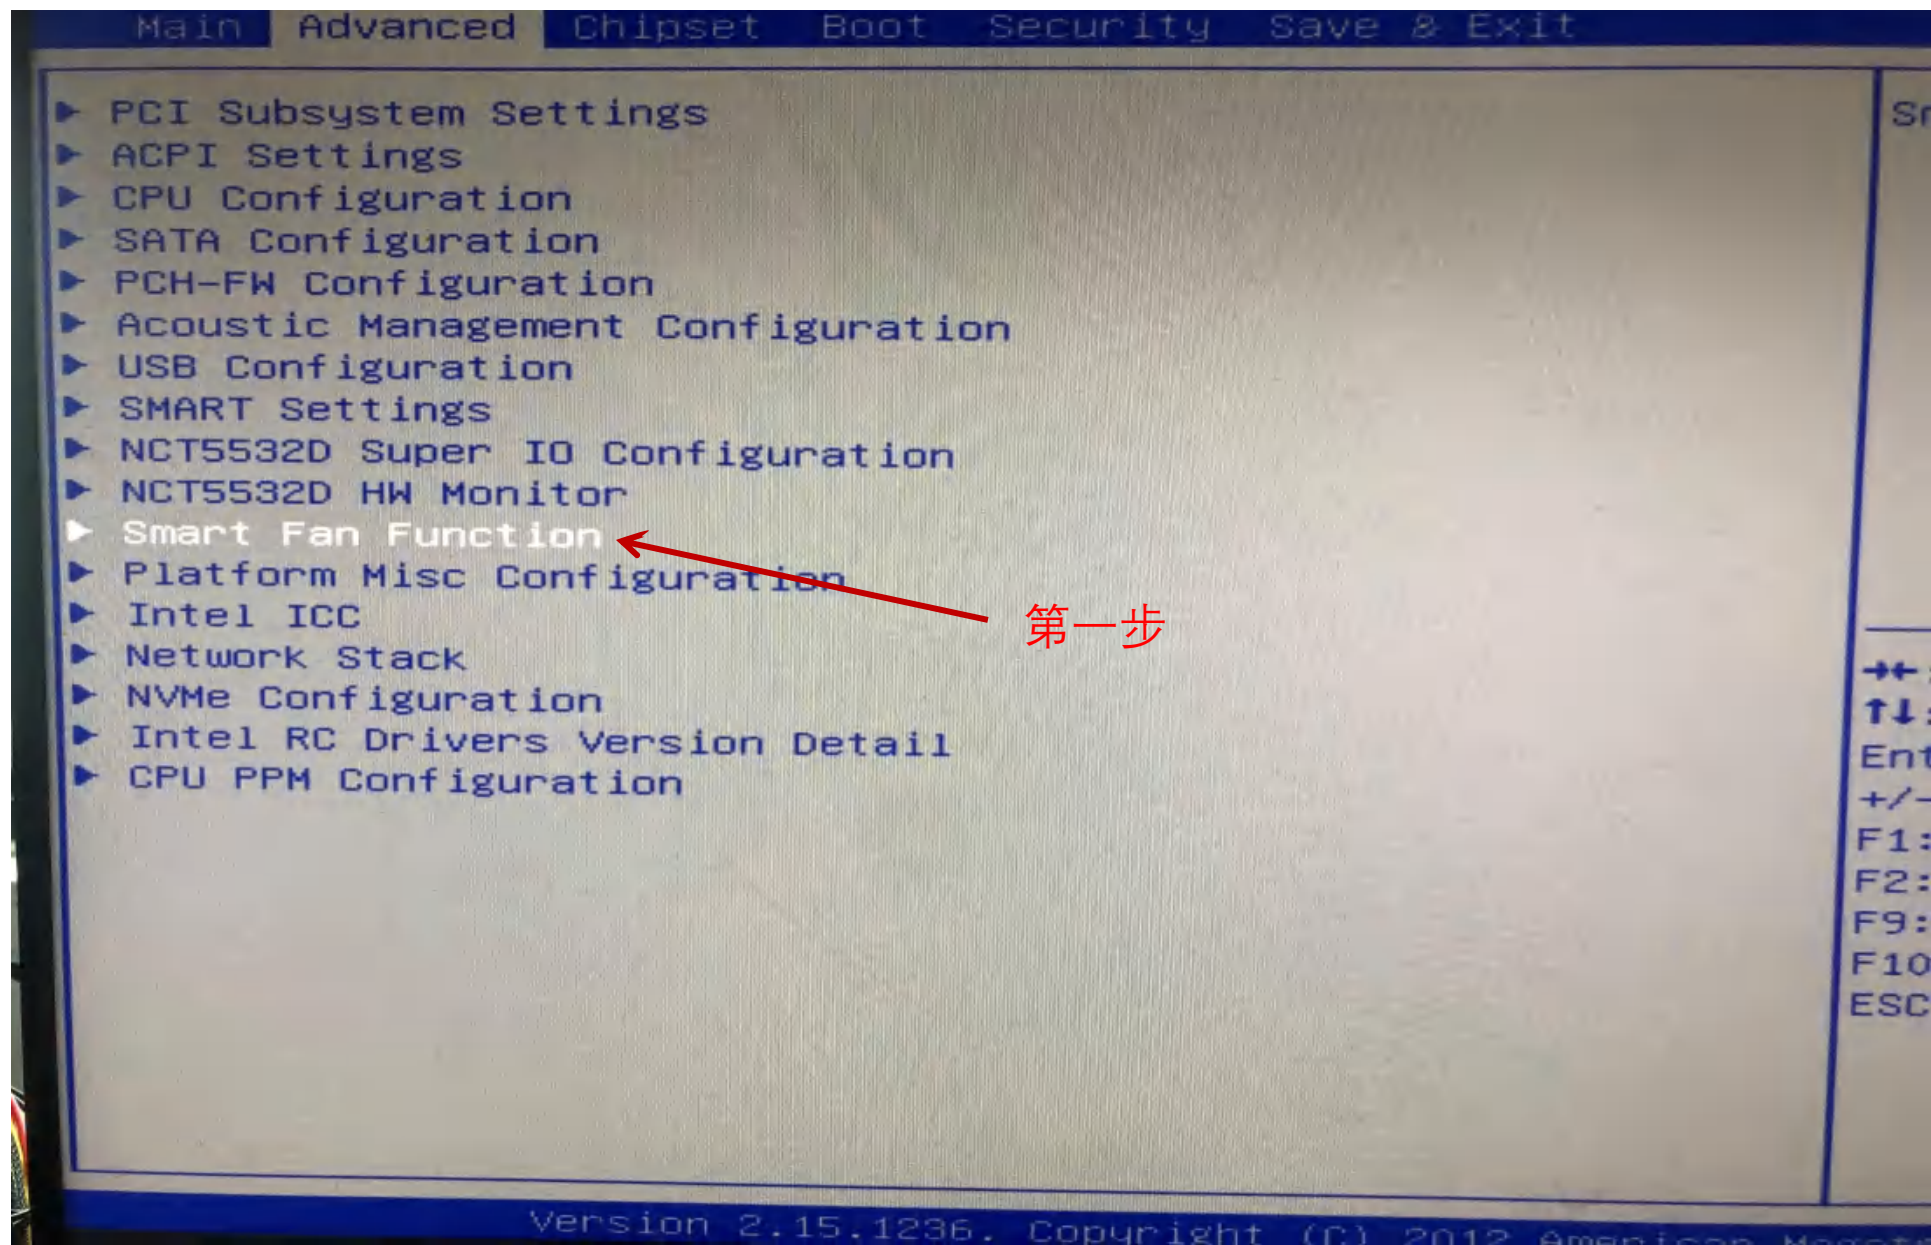 Main Advanced Chipset Boot Security Save & Exit
PCI Subsystem Settings
ACPI Settings
CPU Configuration
SATA Configuration
PCH-FW Configuration
Acoustic Management Configuration
USB Configuration
SMART Settings
NCT5532D Super IO Configuration
NCT5532D HW Monitor
Smart Fan Function
Platform Misc Configuration
Intel ICC
Network Stack
NVMe Configuration
Intel RC Drivers Version Detail
CPU PPM Configuration
第一步
→←:
↑↓:
+/-
F1:
F2:
F9:
F10
ESC
Version 2.15.1236. Copyright (C) 2012 American